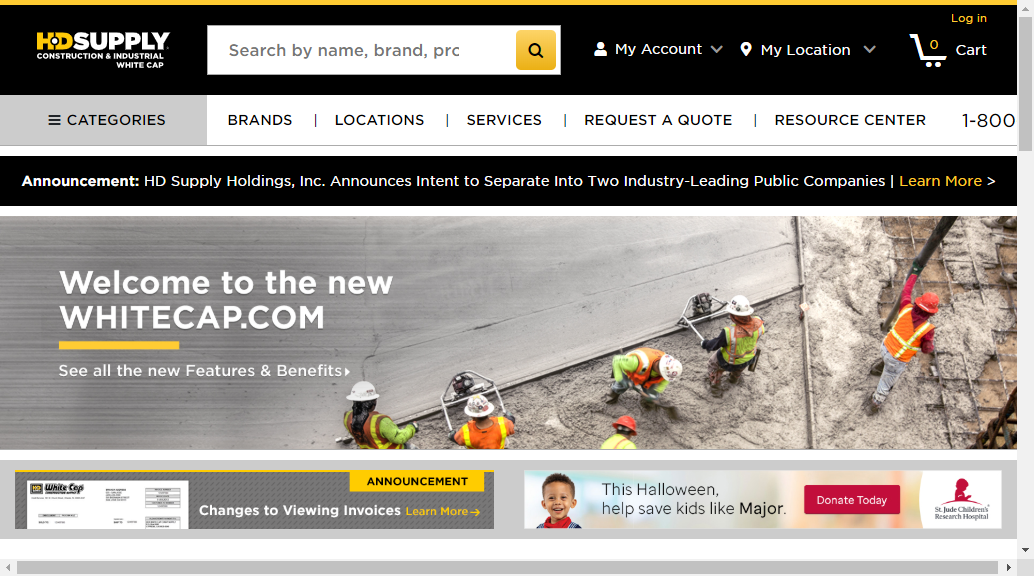 Log in
HD SUPPLY
CONSTRUCTION & INDUSTRIAL
WHITE CAP
Search by name, brand, prc
My Account
My Location
0
Cart
CATEGORIES
BRANDS | LOCATIONS | SERVICES | REQUEST A QUOTE | RESOURCE CENTER
1-800
Announcement: HD Supply Holdings, Inc. Announces Intent to Separate Into Two Industry-Leading Public Companies | Learn More >
Welcome to the new
WHITECAP.COM
See all the new Features & Benefits
White Cap
ANNOUNCEMENT
Changes to Viewing Invoices Learn More
This Halloween,
help save kids like Major.
Donate Today
St. Jude Children's
Research Hospital